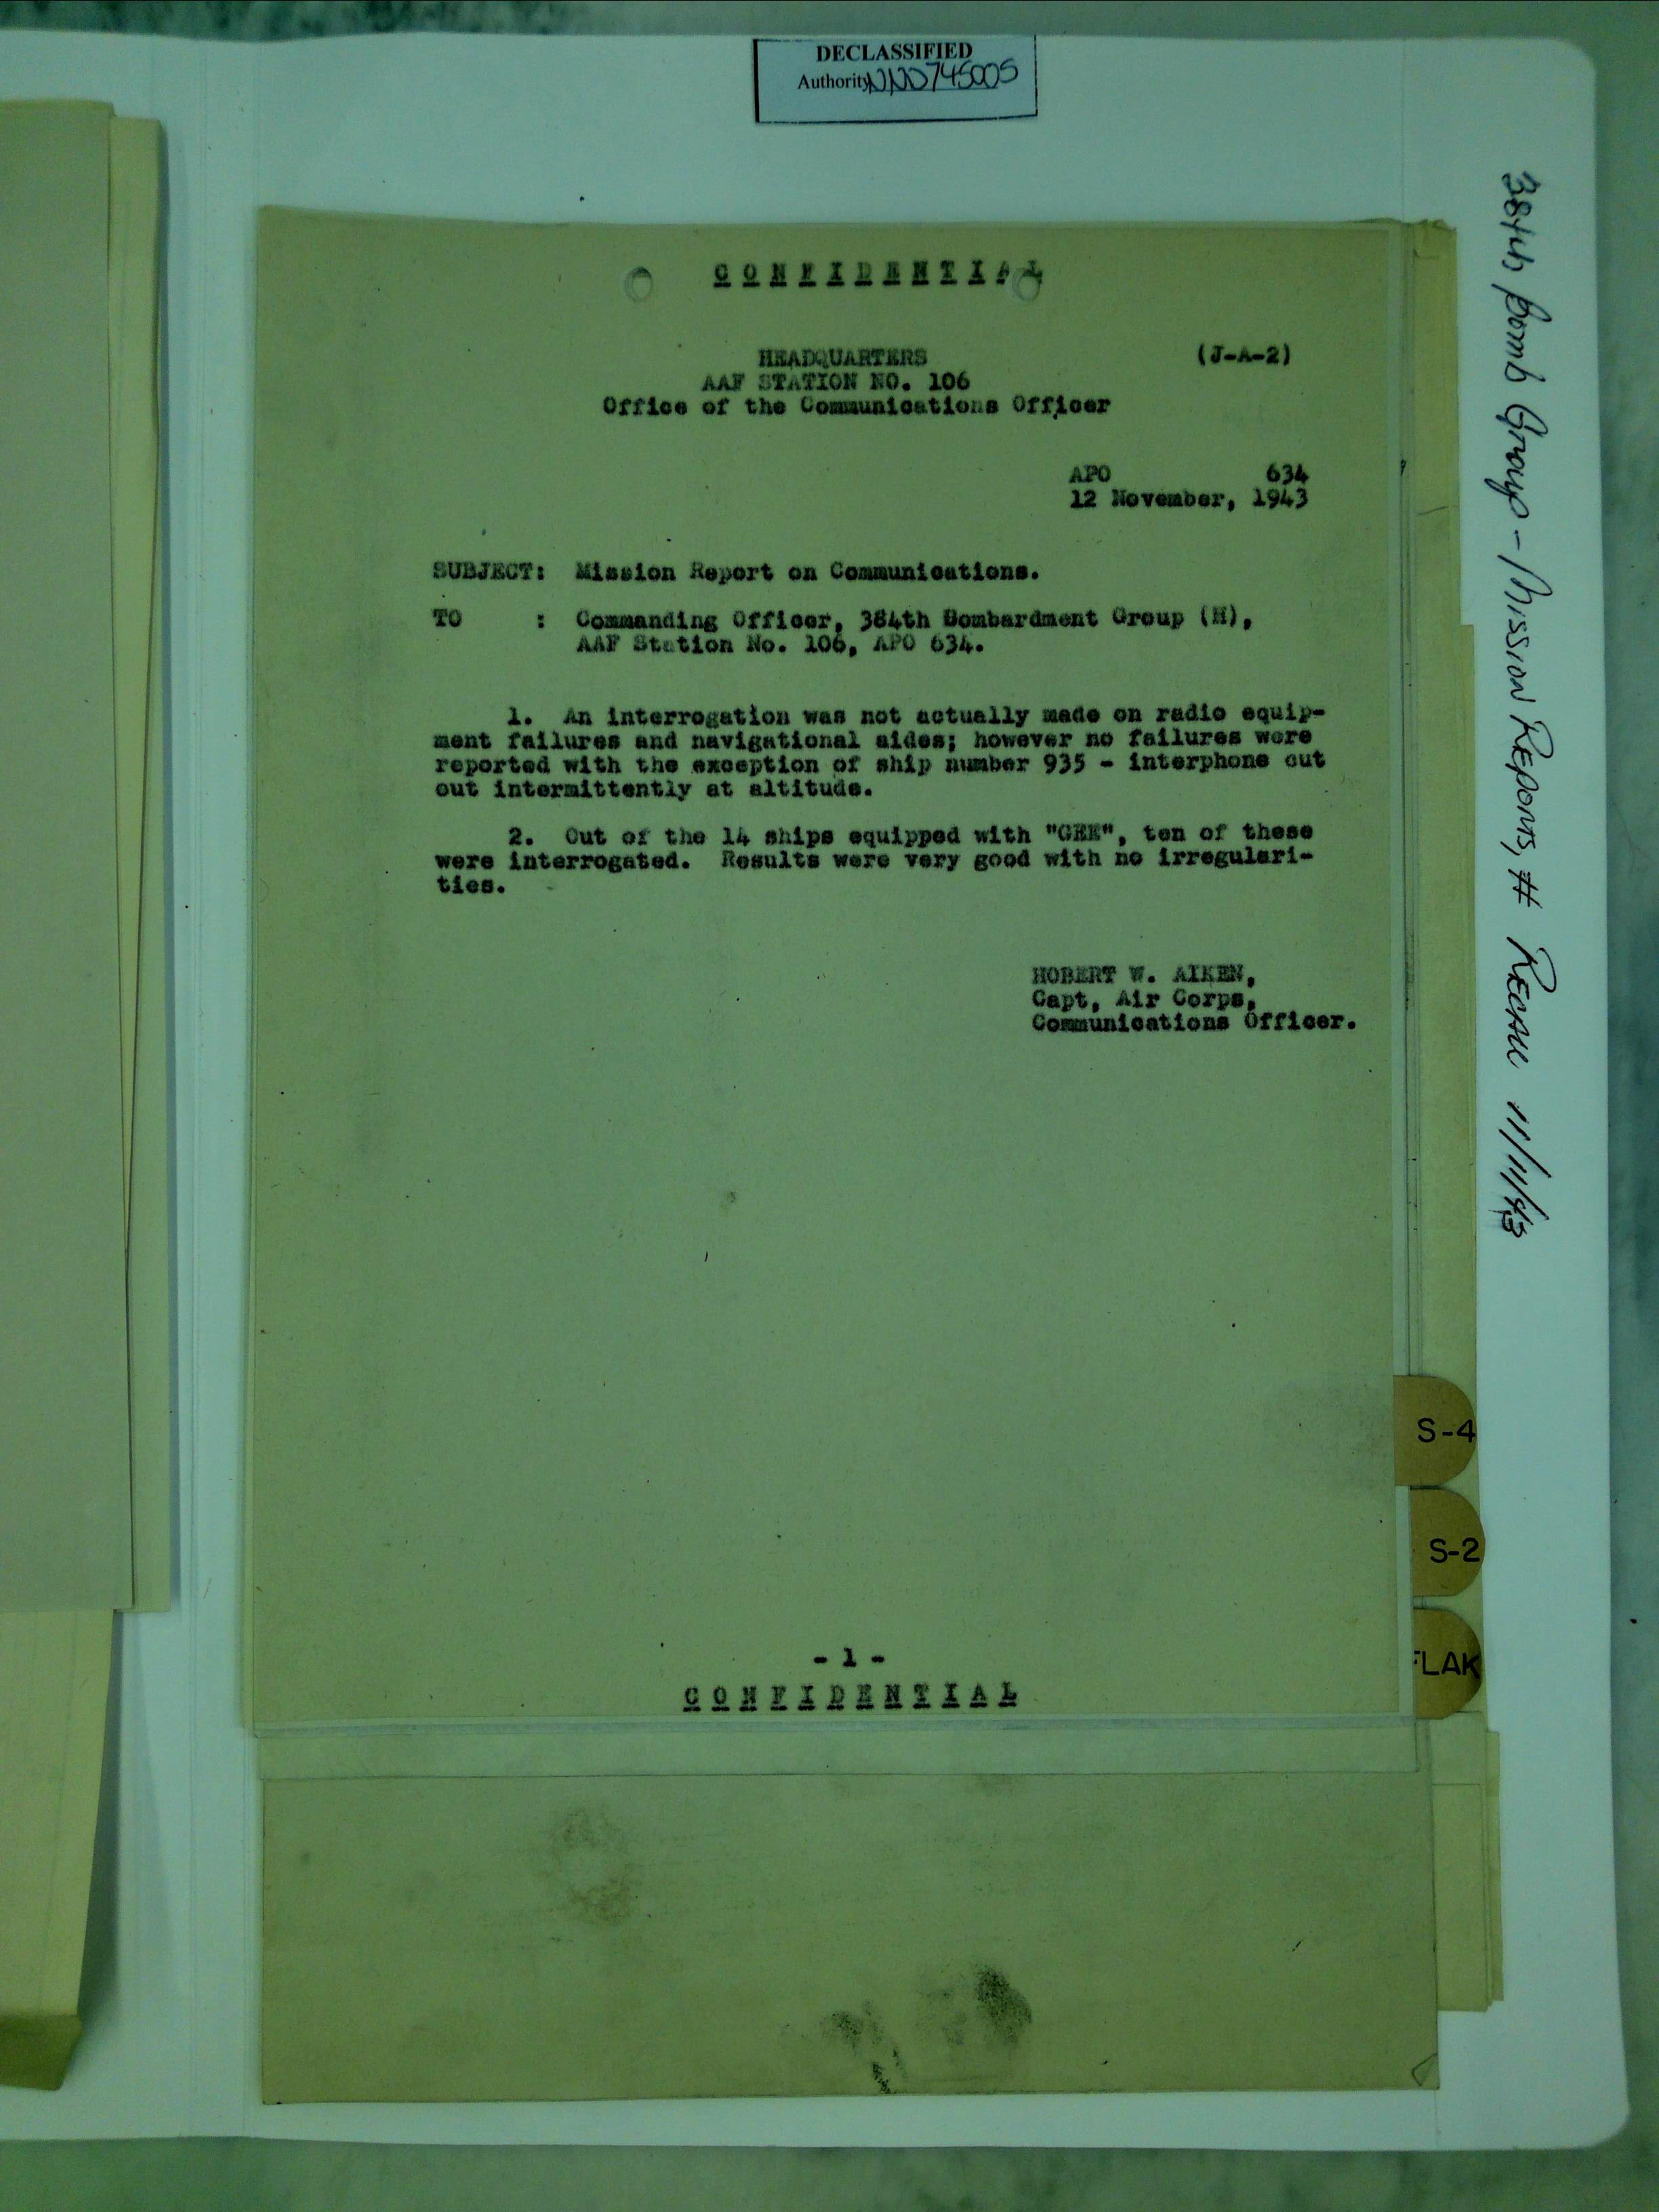 DECLASSIFIED
Authority NND745005
C O N F I D E N T I A L
HEADQUARTERS (J-A-2)
AAF STATION NO. 106
Office of the Communications Officer
APO 634
12 November, 1943
SUBJECT: Mission Report on Communications.
TO : Commanding Officer, 384th Bombardment Group (H),
AAF Station No. 106, APO 634.
1. An interrogation was not actually made on radio equip-
ment failures and navigational aides; however no failures were
reported with the exception of ship number 935 - interphone cut
out intermittently at altitude.
2. Out of the 14 ships equipped with "GEE", ten of these
were interrogated. Results were very good with no irregulari-
ties.
HOBERT W. AIKEN,
Capt, Air Corps,
Communications Officer.
- 1 -
C O N F I D E N T I A L
S-4
S-2
FLAK
384th Bomb Group - Mission Reports, # Recall 11/11/43